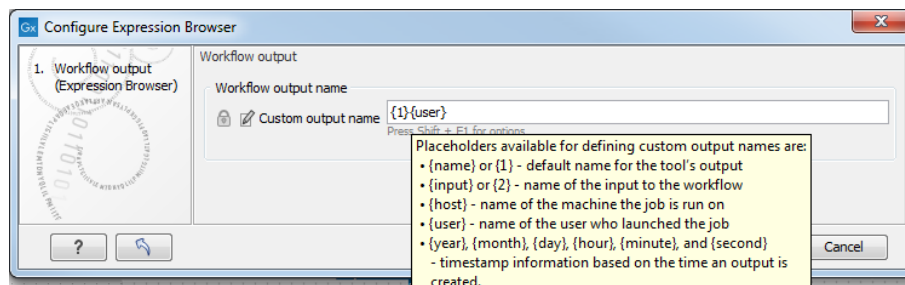 Gx Configure Expression Browser
1. Workflow output
(Expression Browser)
Workflow output
Workflow output name
Custom output name {1}{user}
Press Shift + F1 for options
Placeholders available for defining custom output names are:
• {name} or {1} - default name for the tool's output
• {input} or {2} - name of the input to the workflow
• {host} - name of the machine the job is run on
• {user} - name of the user who launched the job
• {year}, {month}, {day}, {hour}, {minute}, and {second}
- timestamp information based on the time an output is
created.
?
Cancel